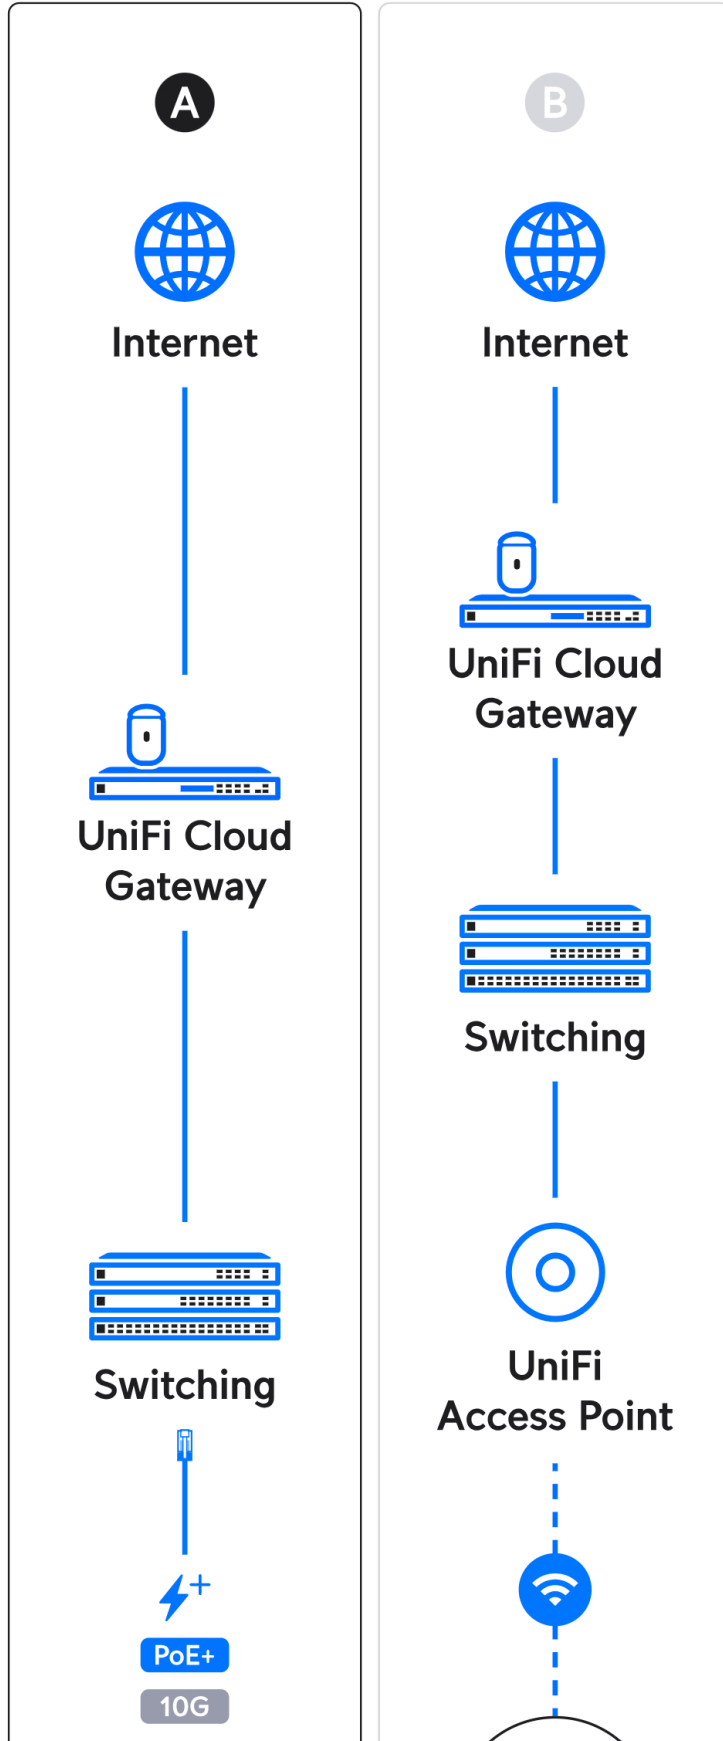 A
Internet
UniFi Cloud
Gateway
Switching
PoE+
10G
B
Internet
UniFi Cloud
Gateway
Switching
UniFi
Access Point